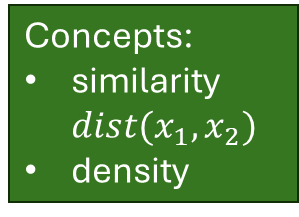 Concepts:
• similarity
dist(x₁,x₂)
• density